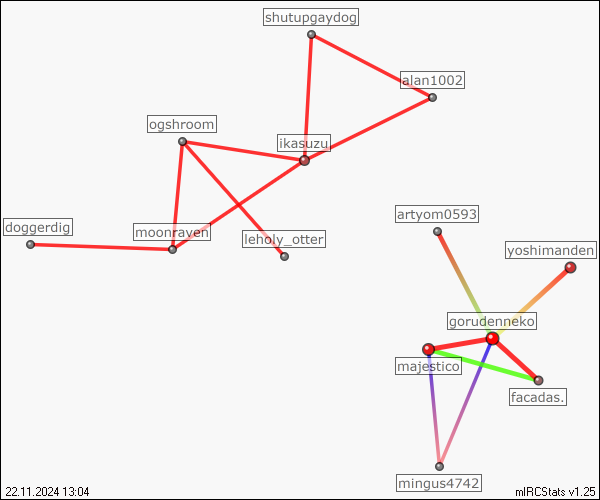 shutupgaydog
alan1002
ogshroom
ikasuzu
doggerdig
moonraven
leholy_otter
artyom0593
yoshimanden
gorudenneko
majestico
facadas.
mingus4742
22.11.2024 13:04
mIRCStats v1.25